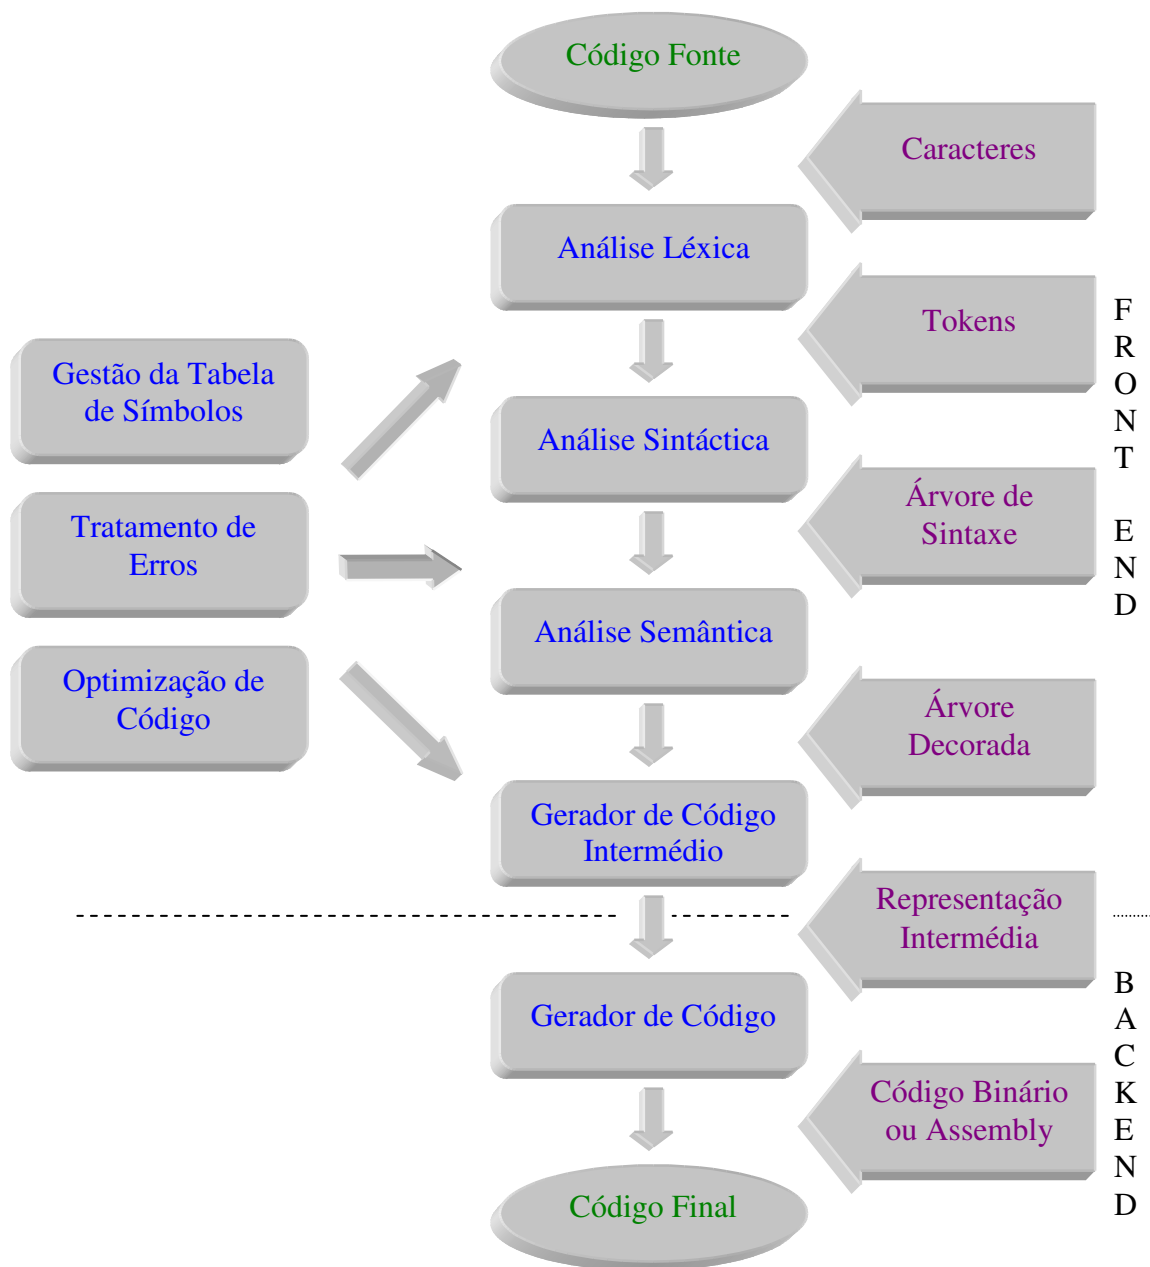 Código Fonte
Caracteres
Análise Léxica
Tokens
Gestão da Tabela
de Símbolos
Análise Sintáctica
Árvore de
Sintaxe
Tratamento de
Erros
Análise Semântica
Optimização de
Código
Árvore
Decorada
Gerador de Código
Intermédio
Representação
Intermédia
Gerador de Código
Código Binário
ou Assembly
Código Final
F
R
O
N
T
E
N
D
B
A
C
K
E
N
D